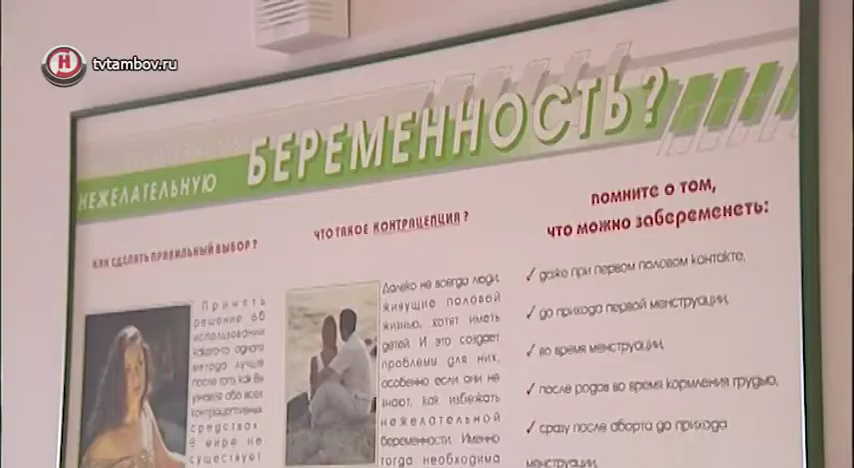 Н
tvtambov.ru
НЕЖЕЛАТЕЛЬНУЮ БЕРЕМЕННОСТЬ?
КАК СДЕЛАТЬ ПРАВИЛЬНЫЙ ВЫБОР?
Принять
решение об
использовании
какого-то одного
метода лучше
после того, как Вы
узнаете обо всех
контрацептивных
средствах.
В мире не
существует
ЧТО ТАКОЕ КОНТРАЦЕПЦИЯ?
Далеко не всегда люди,
живущие половой
жизнью, хотят иметь
детей. И это создает
проблемы для них,
особенно если они не
знают, как избежать
нежелательной
беременности. Именно
тогда необходима
ПОМНИТЕ О ТОМ,
ЧТО МОЖНО ЗАБЕРЕМЕНЕТЬ:
✓ даже при первом половом контакте,
✓ до прихода первой менструации,
✓ во время менструации,
✓ после родов во время кормления грудью,
✓ сразу после аборта до прихода
менструации.